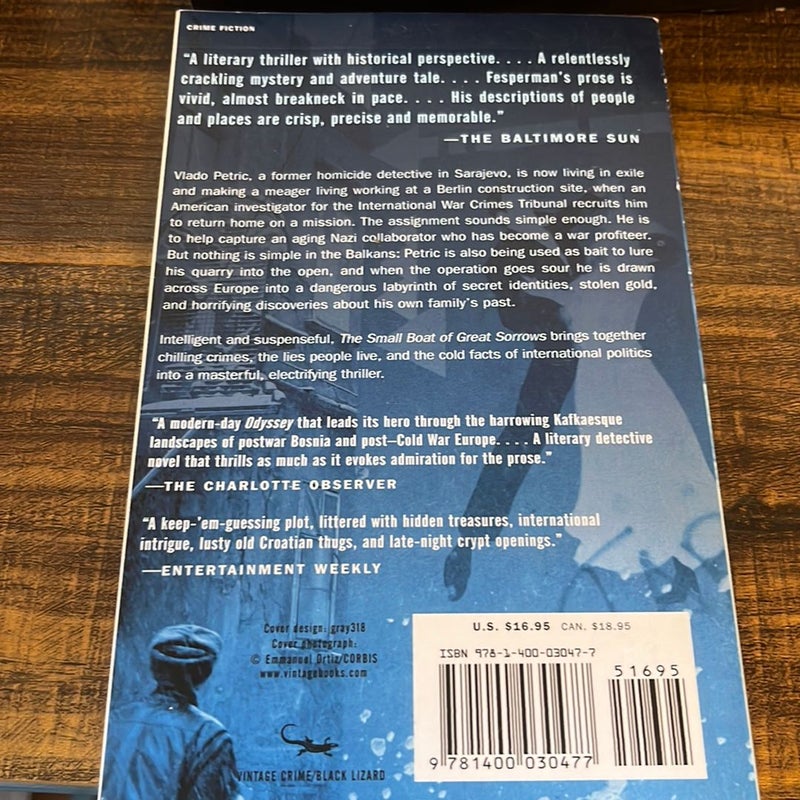 CRIME FICTION
"A literary thriller with historical perspective. . . . A relentlessly
crackling mystery and adventure tale. . . . Fesperman's prose is
vivid, almost breakneck in pace. . . . His descriptions of people
and places are crisp, precise and memorable."
—THE BALTIMORE SUN
Vlado Petric, a former homicide detective in Sarajevo, is now living in exile
and making a meager living working at a Berlin construction site, when an
American investigator for the International War Crimes Tribunal recruits him
to return home on a mission. The assignment sounds simple enough. He is
to help capture an aging Nazi collaborator who has become a war profiteer.
But nothing is simple in the Balkans: Petric is also being used as bait to lure
his quarry into the open, and when the operation goes sour he is drawn
across Europe into a dangerous labyrinth of secret identities, stolen gold,
and horrifying discoveries about his own family's past.
Intelligent and suspenseful, The Small Boat of Great Sorrows brings together
chilling crimes, the lies people live, and the cold facts of international politics
into a masterful, electrifying thriller.
"A modern-day Odyssey that leads its hero through the harrowing Kafkaesque
landscapes of postwar Bosnia and post–Cold War Europe. . . . A literary detective
novel that thrills as much as it evokes admiration for the prose."
—THE CHARLOTTE OBSERVER
"A keep-'em-guessing plot, littered with hidden treasures, international
intrigue, lusty old Croatian thugs, and late-night crypt openings."
—ENTERTAINMENT WEEKLY
Cover design: gray318
Cover photograph:
© Emmanuel Ortiz/CORBIS
www.vintagebooks.com
VINTAGE CRIME/BLACK LIZARD
U.S. $16.95 CAN. $18.95
ISBN 978-1-400-03047-7
51695
9 781400 030477